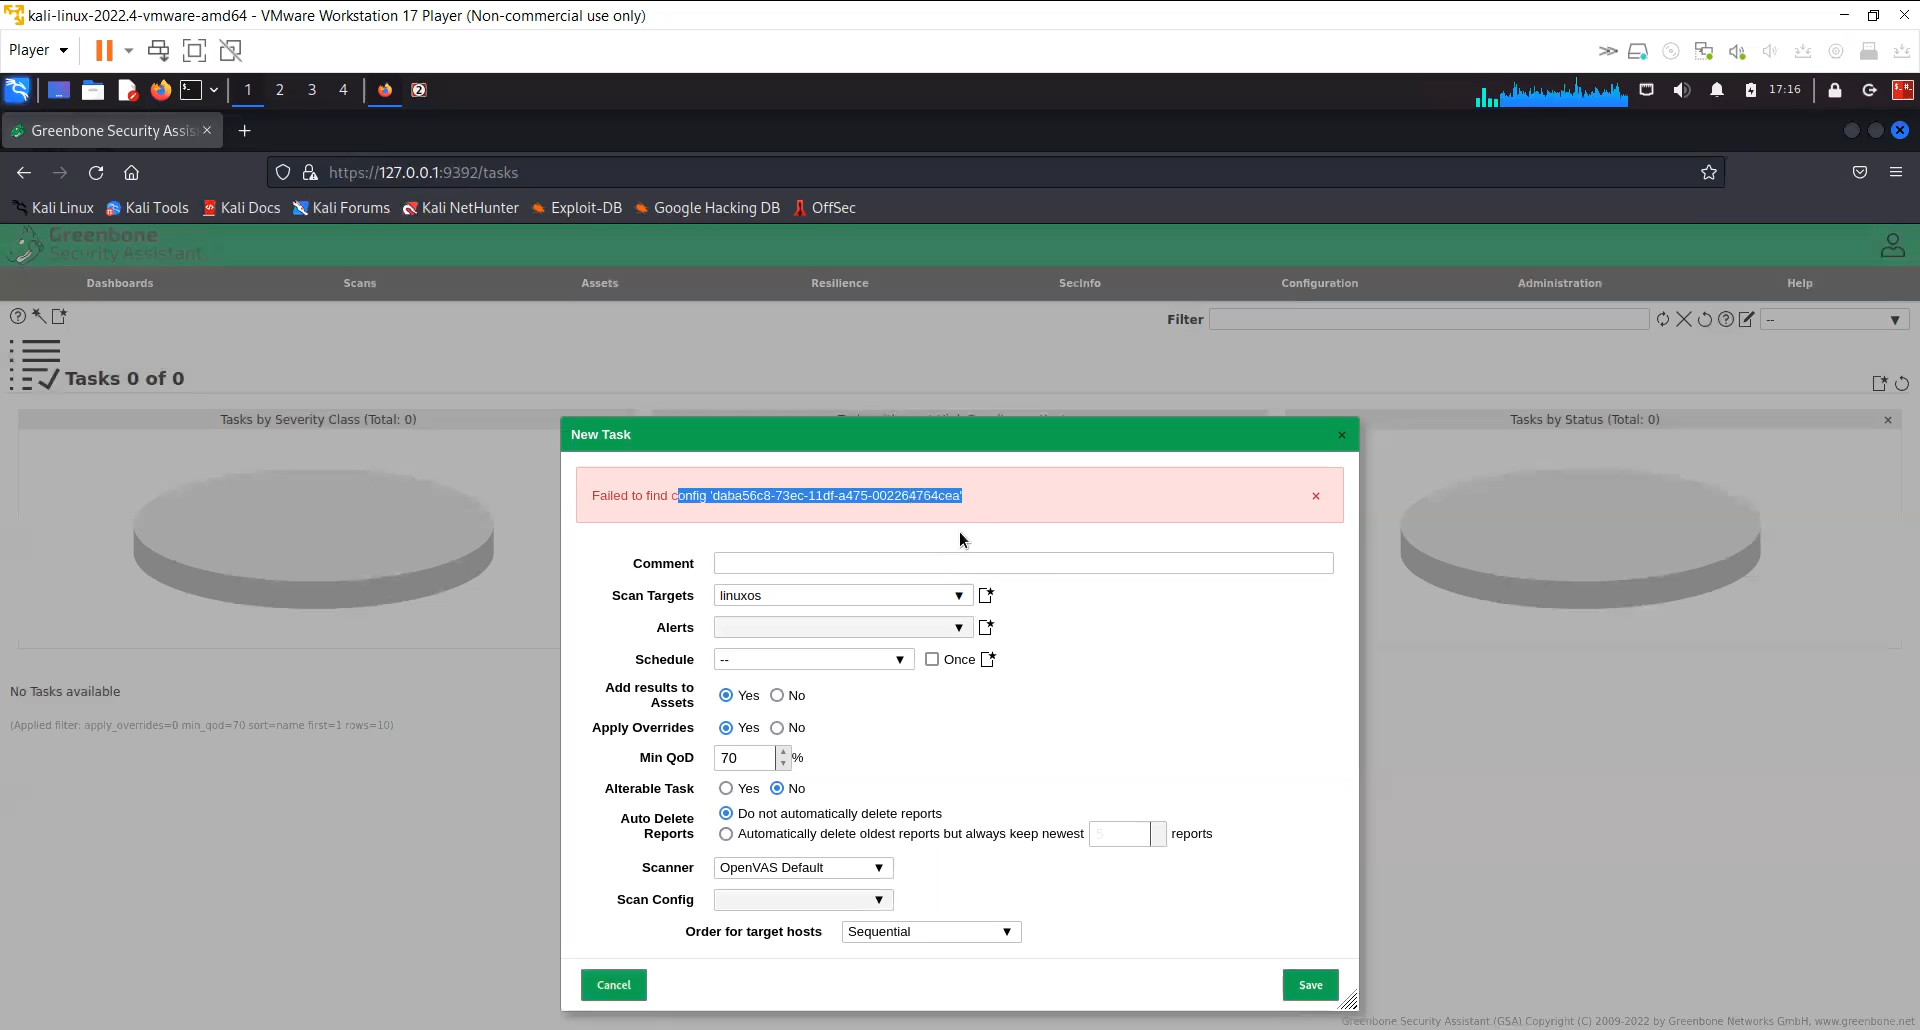 kali-linux-2022.4-vmware-amd64 - VMware Workstation 17 Player (Non-commercial use only)
Player
1 2 3 4 17:16
Greenbone Security Assis
https://127.0.0.1:9392/tasks
Kali Linux Kali Tools Kali Docs Kali Forums Kali NetHunter Exploit-DB Google Hacking DB OffSec
Greenbone
Security Assistant
Dashboards Scans Assets Resilience SecInfo Configuration Administration Help
Filter --
Tasks 0 of 0
Tasks by Severity Class (Total: 0) Tasks by Status (Total: 0) ×
New Task ×
Failed to find config 'daba56c8-73ec-11df-a475-002264764cea' ×
Comment
Scan Targets linuxos
Alerts
Schedule -- Once
Add results to
Assets Yes No
Apply Overrides Yes No
Min QoD 70 %
Alterable Task Yes No
Auto Delete
Reports Do not automatically delete reports
Automatically delete oldest reports but always keep newest 5 reports
Scanner OpenVAS Default
Scan Config
Order for target hosts Sequential
Cancel Save
No Tasks available
(Applied filter: apply_overrides=0 min_qod=70 sort=name first=1 rows=10)
Greenbone Security Assistant (GSA) Copyright (C) 2009-2022 by Greenbone Networks GmbH, www.greenbone.net